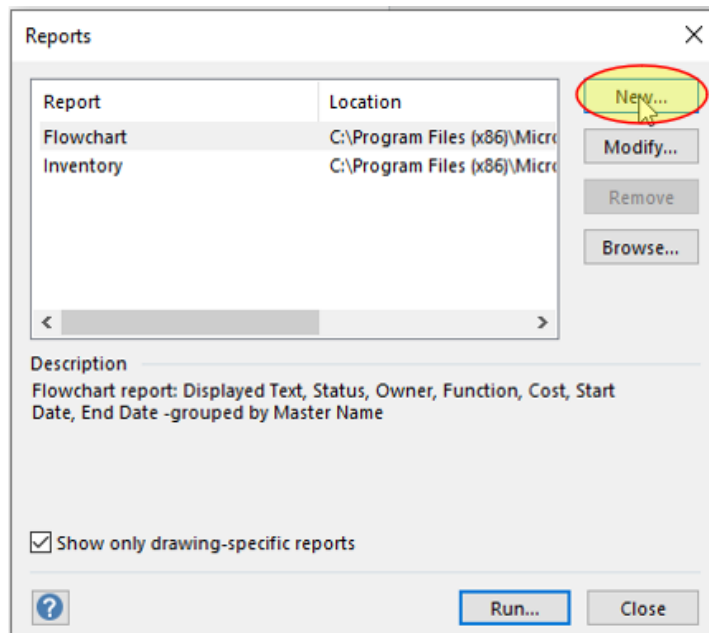 Reports
Report Location
New...
Flowchart C:\Program Files (x86)\Micro
Modify...
Inventory C:\Program Files (x86)\Micro
Remove
Browse...
Description
Flowchart report: Displayed Text, Status, Owner, Function, Cost, Start
Date, End Date -grouped by Master Name
Show only drawing-specific reports
?
Run...
Close